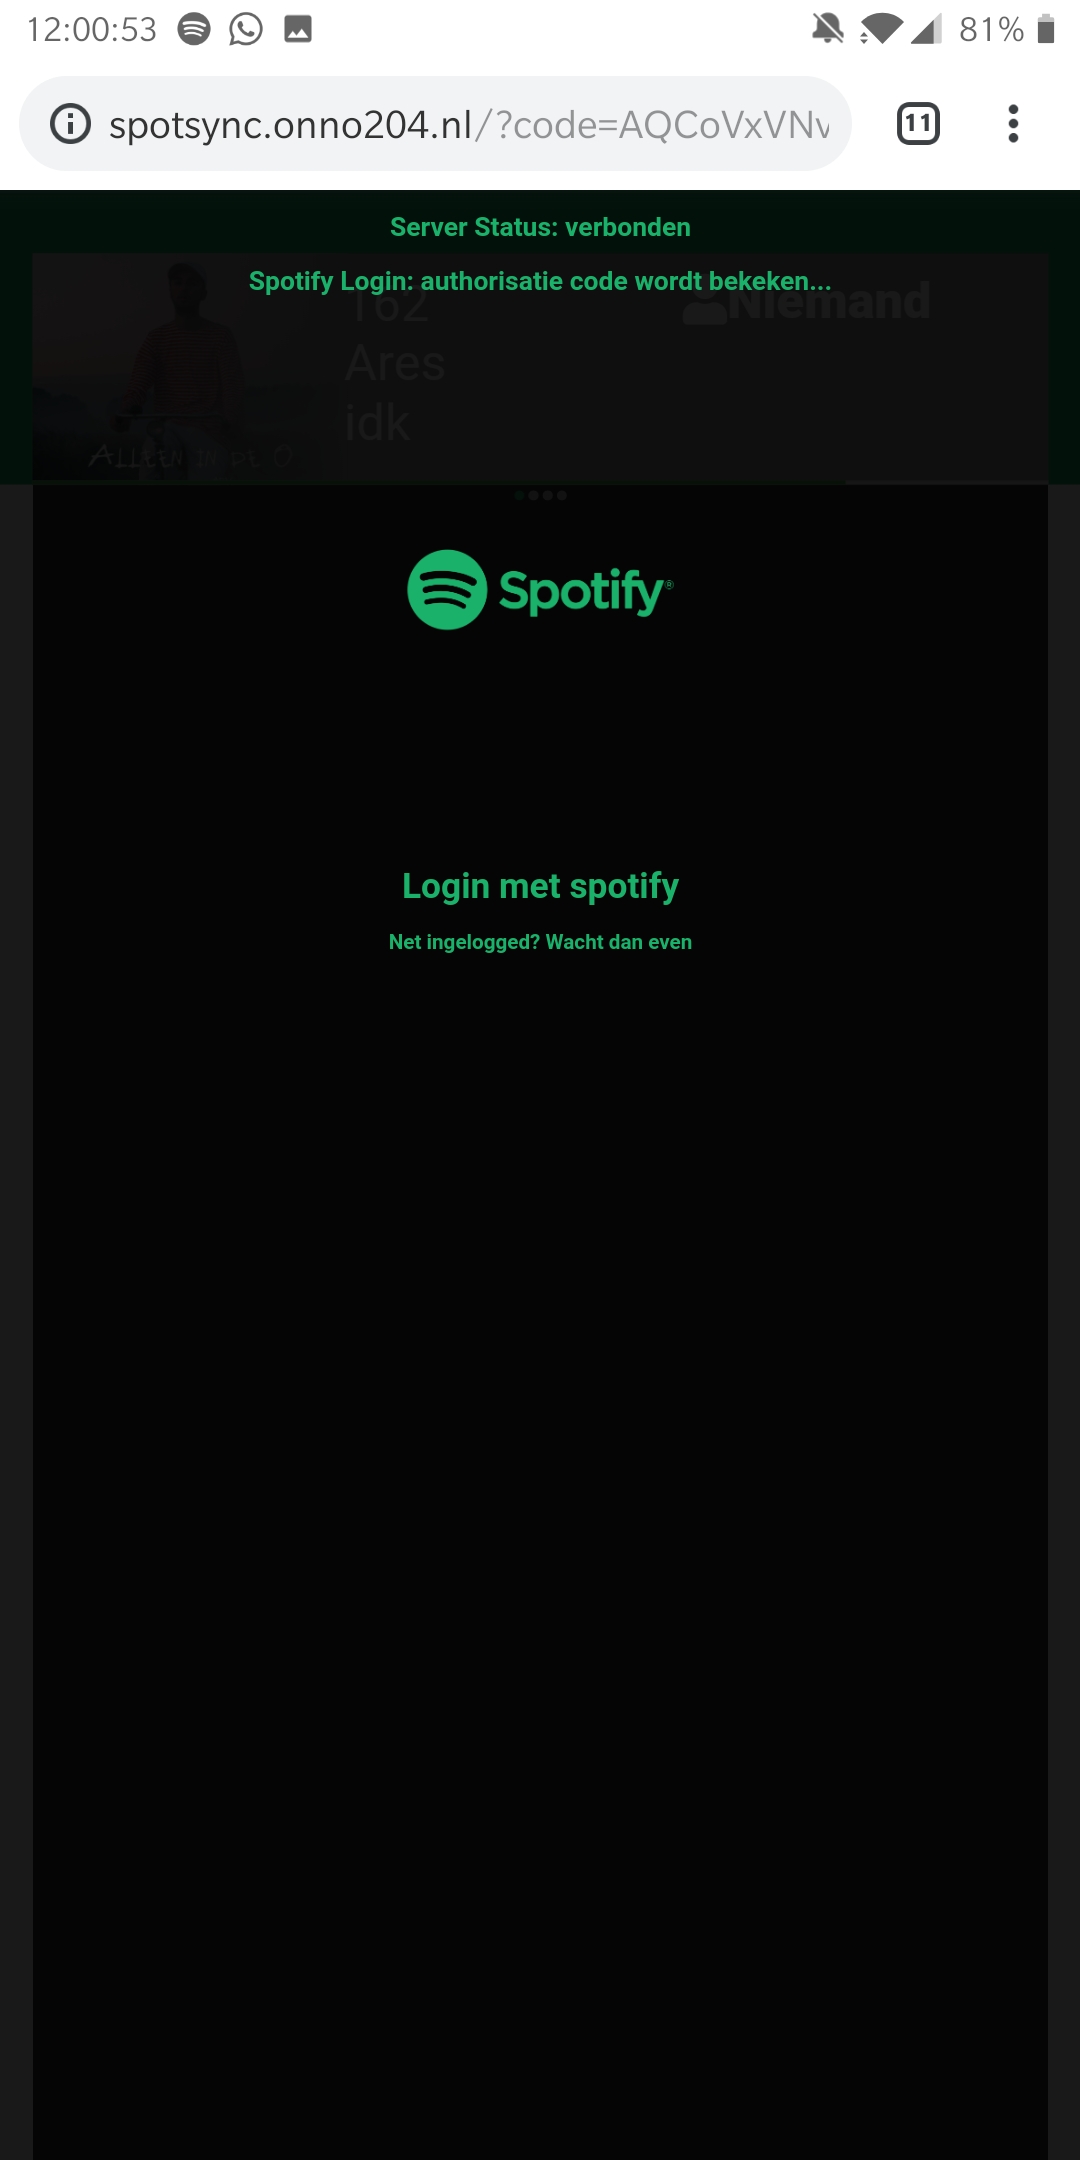 12:00:53
81%
spotsync.onno204.nl/?code=AQCoVxVNv
11
Server Status: verbonden
Spotify Login: authorisatie code wordt bekeken...
162
Niemand
Ares
idk
ALLEEN IN DE O
Spotify®
Login met spotify
Net ingelogged? Wacht dan even